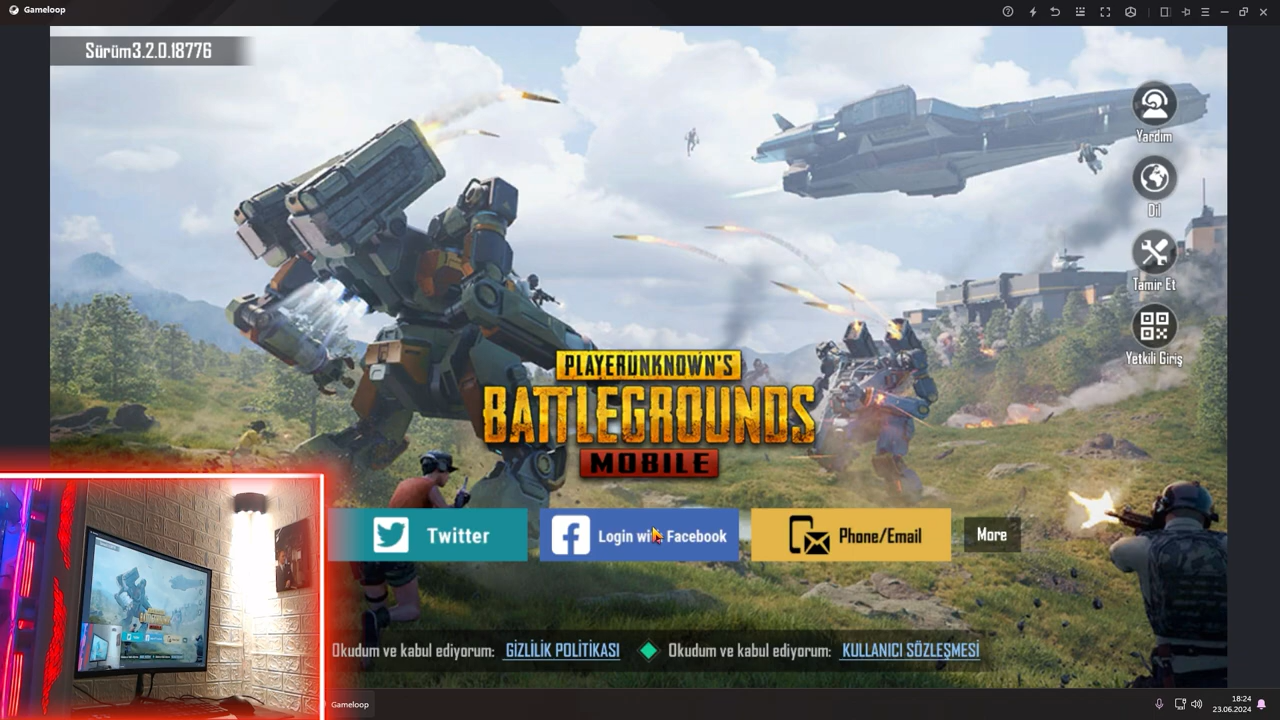 Gameloop
Sürüm3.2.0.18776
Yardım
Dil
Tamir Et
Yetkili Giriş
PLAYERUNKNOWN'S
BATTLEGROUNDS
MOBILE
Twitter
Login with Facebook
Phone/Email
More
Okudum ve kabul ediyorum: GİZLİLİK POLİTİKASI
Okudum ve kabul ediyorum: KULLANICI SÖZLEŞMESİ
Gameloop
18:24
23.06.2024